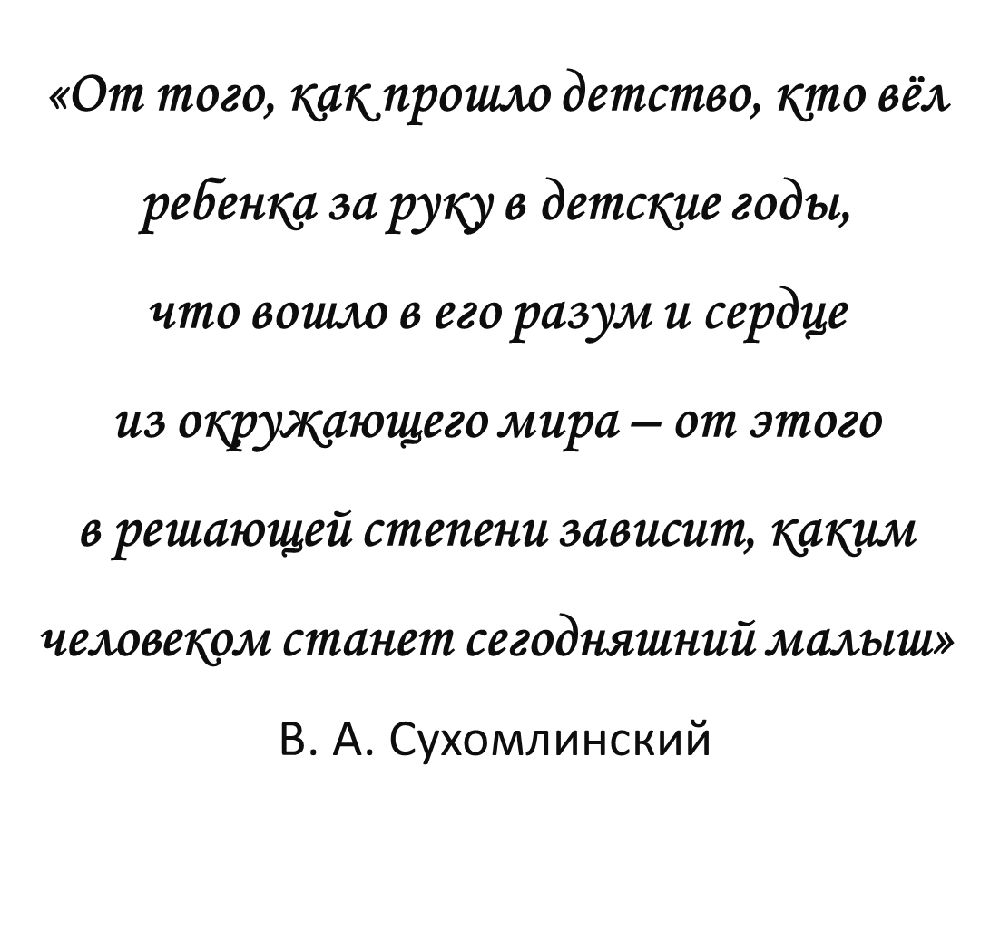 «От того, как прошло детство, кто вёл
ребенка за руку в детские годы,
что вошло в его разум и сердце
из окружающего мира – от этого
в решающей степени зависит, каким
человеком станет сегодняшний малыш»
В. А. Сухомлинский